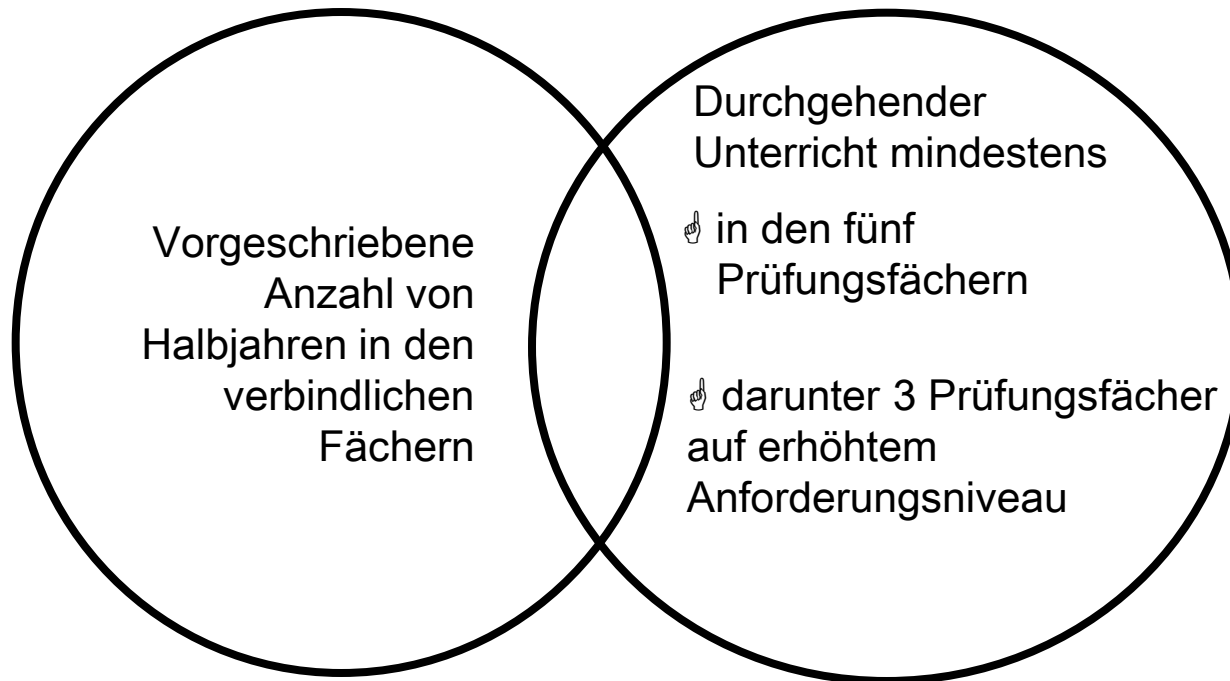 Vorgeschriebene
Anzahl von
Halbjahren in den
verbindlichen
Fächern
Durchgehender
Unterricht mindestens
☝ in den fünf
Prüfungsfächern
☝ darunter 3 Prüfungsfächer
auf erhöhtem
Anforderungsniveau